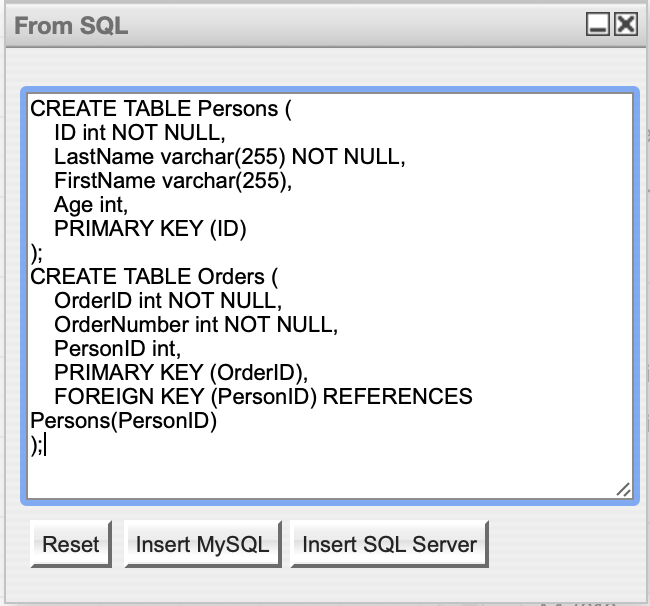 From SQL
CREATE TABLE Persons (
    ID int NOT NULL,
    LastName varchar(255) NOT NULL,
    FirstName varchar(255),
    Age int,
    PRIMARY KEY (ID)
);
CREATE TABLE Orders (
    OrderID int NOT NULL,
    OrderNumber int NOT NULL,
    PersonID int,
    PRIMARY KEY (OrderID),
    FOREIGN KEY (PersonID) REFERENCES
Persons(PersonID)
);
Reset Insert MySQL Insert SQL Server